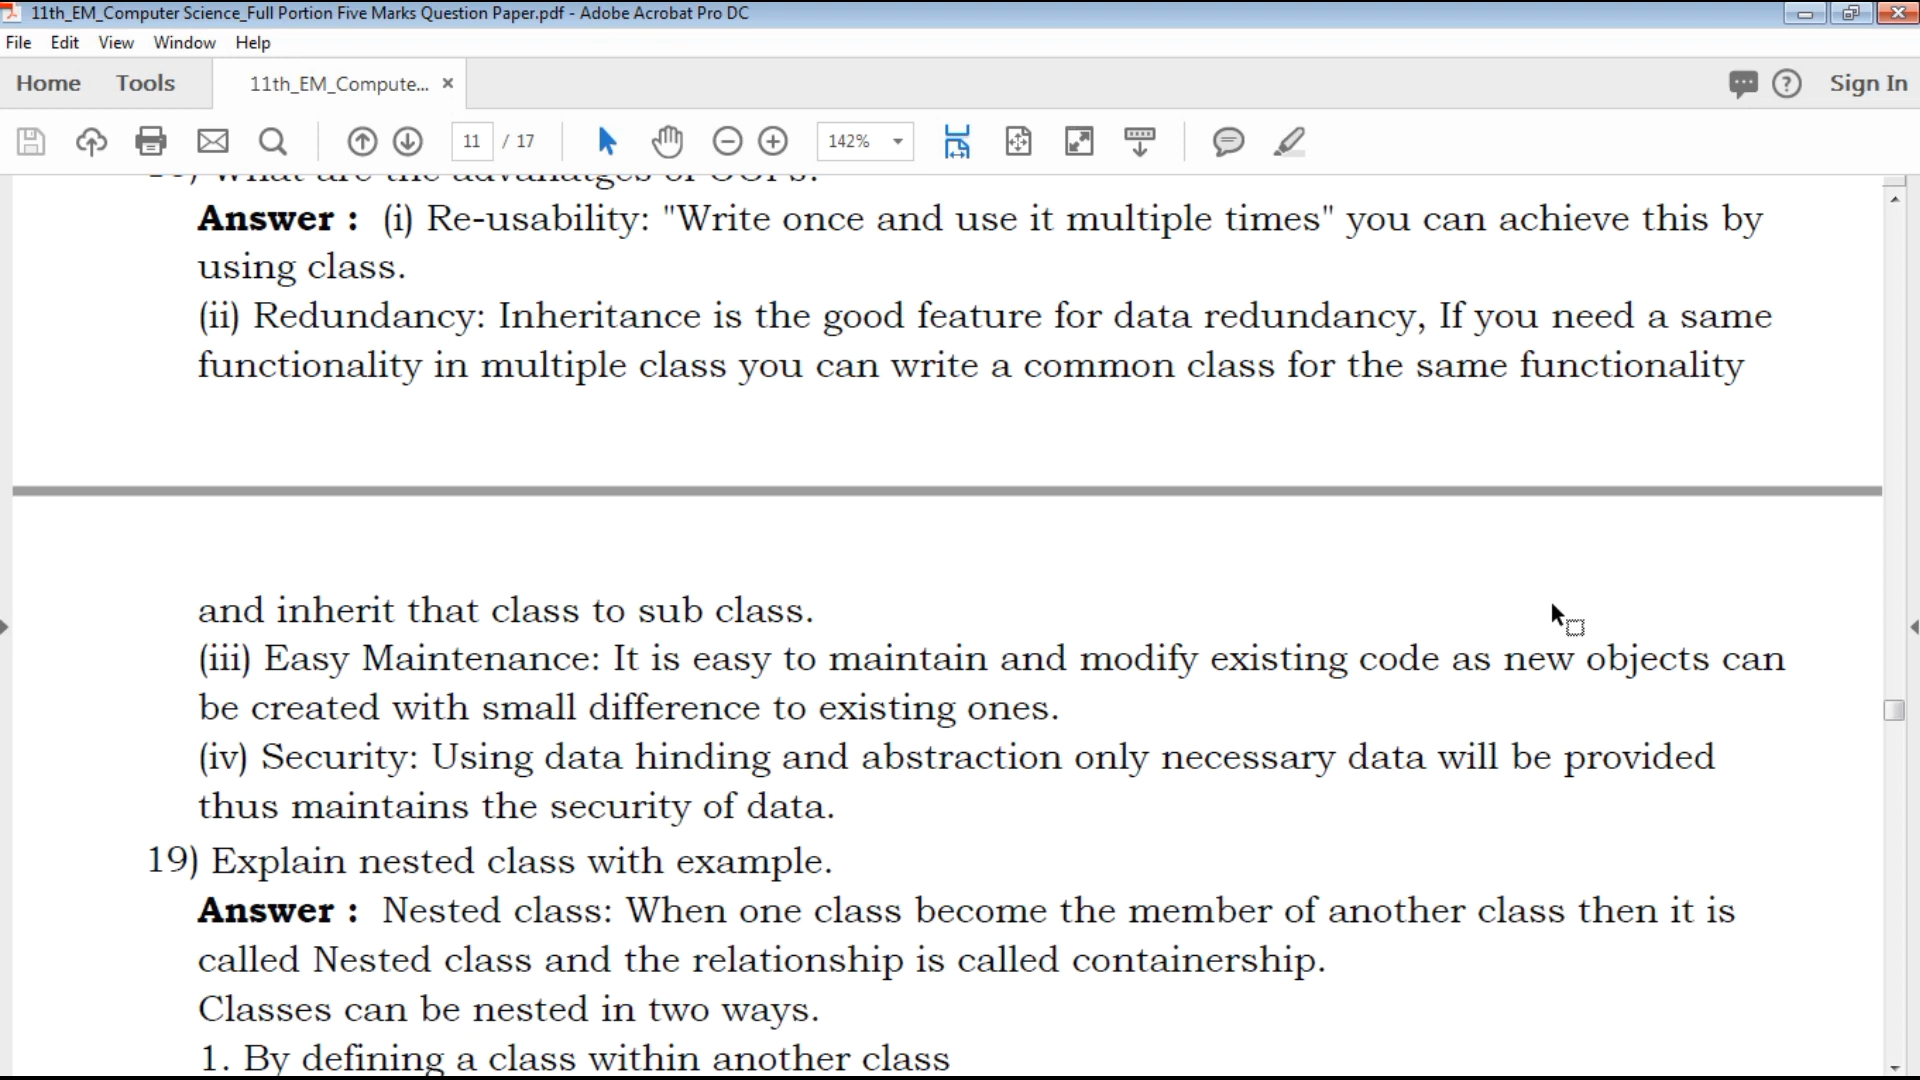 11th_EM_Computer Science_Full Portion Five Marks Question Paper.pdf - Adobe Acrobat Pro DC
File Edit View Window Help
Home Tools 11th_EM_Compute... × Sign In
11 / 17 142%
What are the advanatges of OOPs.
Answer : (i) Re-usability: "Write once and use it multiple times" you can achieve this by
using class.
(ii) Redundancy: Inheritance is the good feature for data redundancy, If you need a same
functionality in multiple class you can write a common class for the same functionality
and inherit that class to sub class.
(iii) Easy Maintenance: It is easy to maintain and modify existing code as new objects can
be created with small difference to existing ones.
(iv) Security: Using data hinding and abstraction only necessary data will be provided
thus maintains the security of data.
19) Explain nested class with example.
Answer : Nested class: When one class become the member of another class then it is
called Nested class and the relationship is called containership.
Classes can be nested in two ways.
1. By defining a class within another class